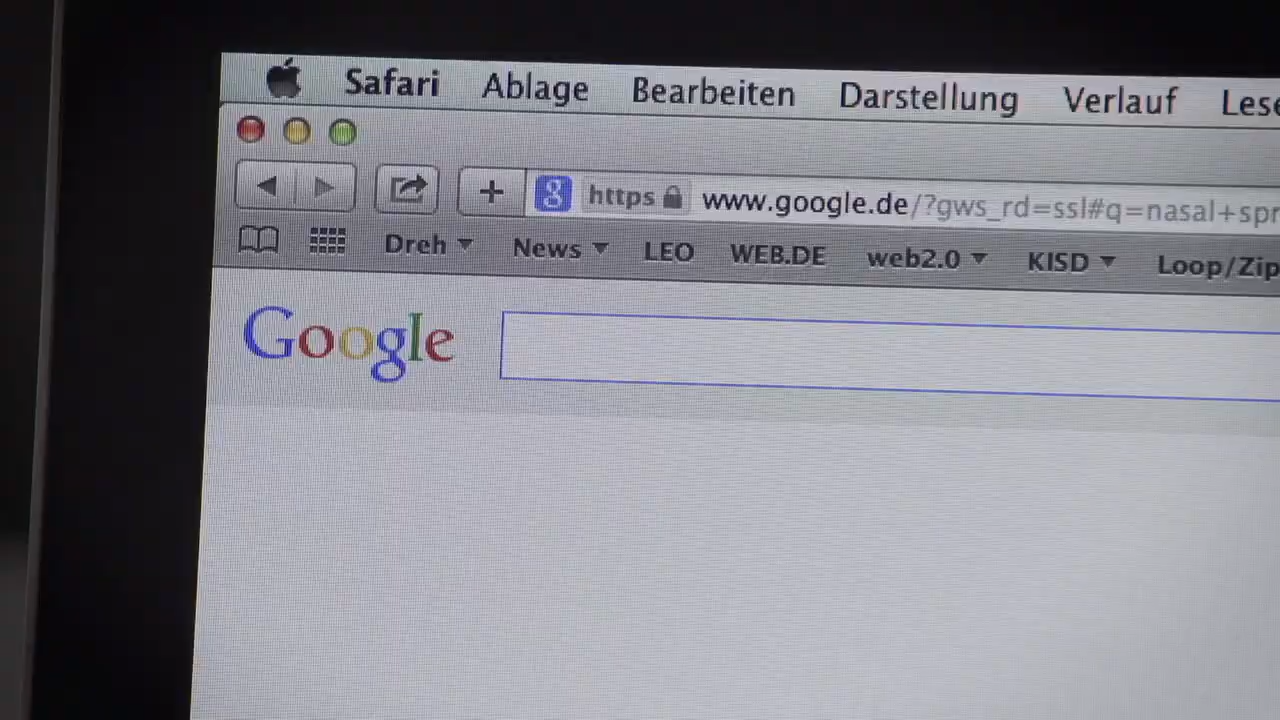 Safari Ablage Bearbeiten Darstellung Verlauf Lese
https www.google.de/?gws_rd=ssl#q=nasal+spr
Dreh News LEO WEB.DE web2.0 KISD Loop/Zip
Google